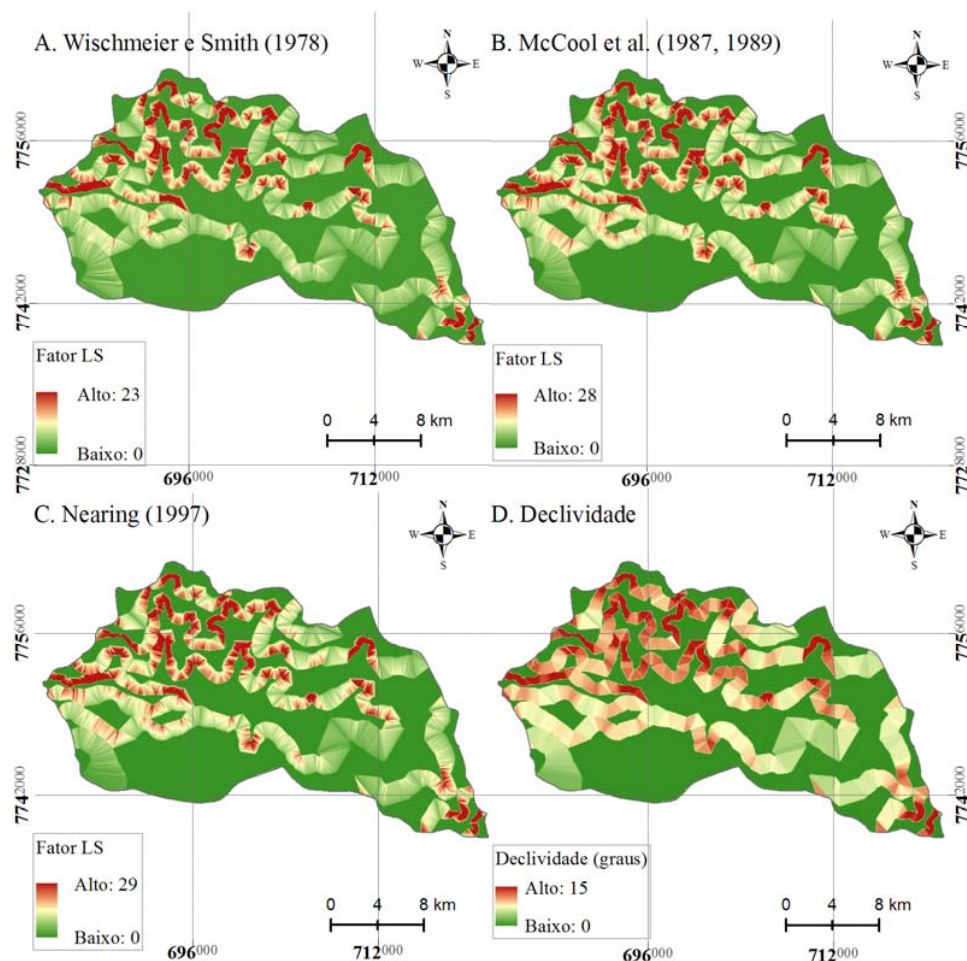 A. Wischmeier e Smith (1978)
N
W
E
S
7756000
7742000
Fator LS
Alto: 23
Baixo: 0
0 4 8 km
696000
712000
B. McCool et al. (1987, 1989)
N
W
E
S
7756000
7742000
7728000
Fator LS
Alto: 28
Baixo: 0
0 4 8 km
696000
712000
7728000
C. Nearing (1997)
N
W
E
S
7756000
7742000
Fator LS
Alto: 29
Baixo: 0
0 4 8 km
696000
712000
D. Declividade
N
W
E
S
7756000
7742000
Declividade (graus)
Alto: 15
Baixo: 0
0 4 8 km
696000
712000